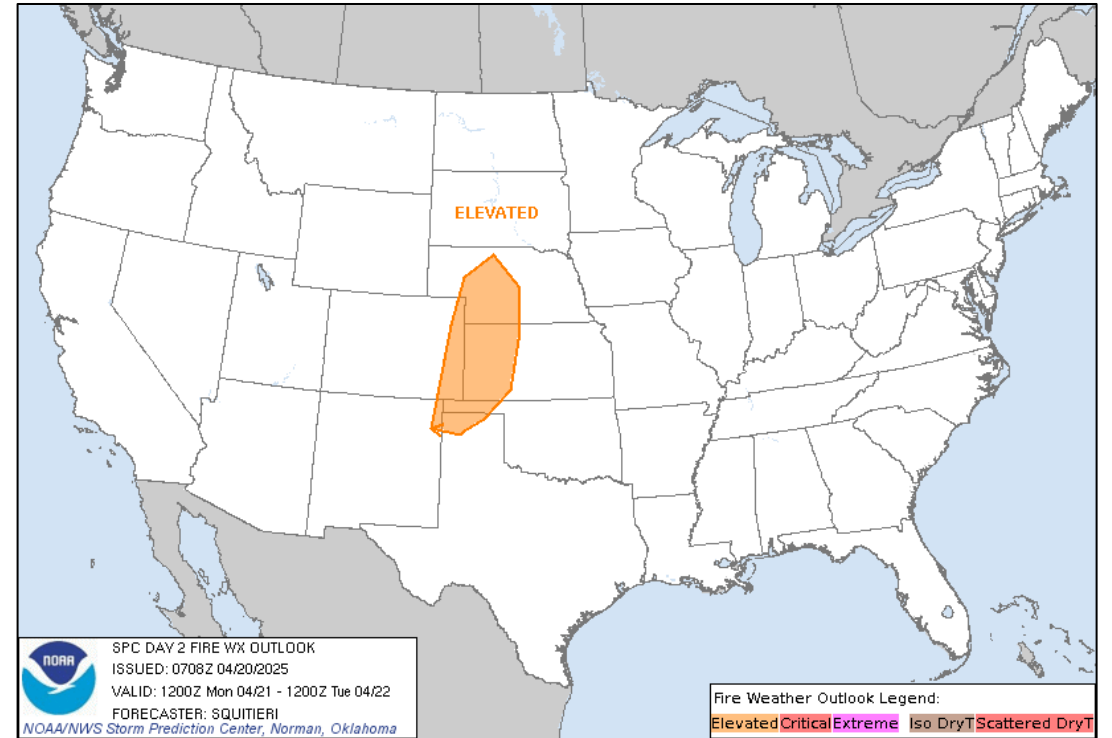 ELEVATED
NOAA
SPC DAY 2 FIRE WX OUTLOOK
ISSUED: 0708Z 04/20/2025
VALID: 1200Z Mon 04/21 - 1200Z Tue 04/22
FORECASTER: SQUITIERI
NOAA/NWS Storm Prediction Center, Norman, Oklahoma
Fire Weather Outlook Legend:
Elevated Critical Extreme Iso DryT Scattered DryT